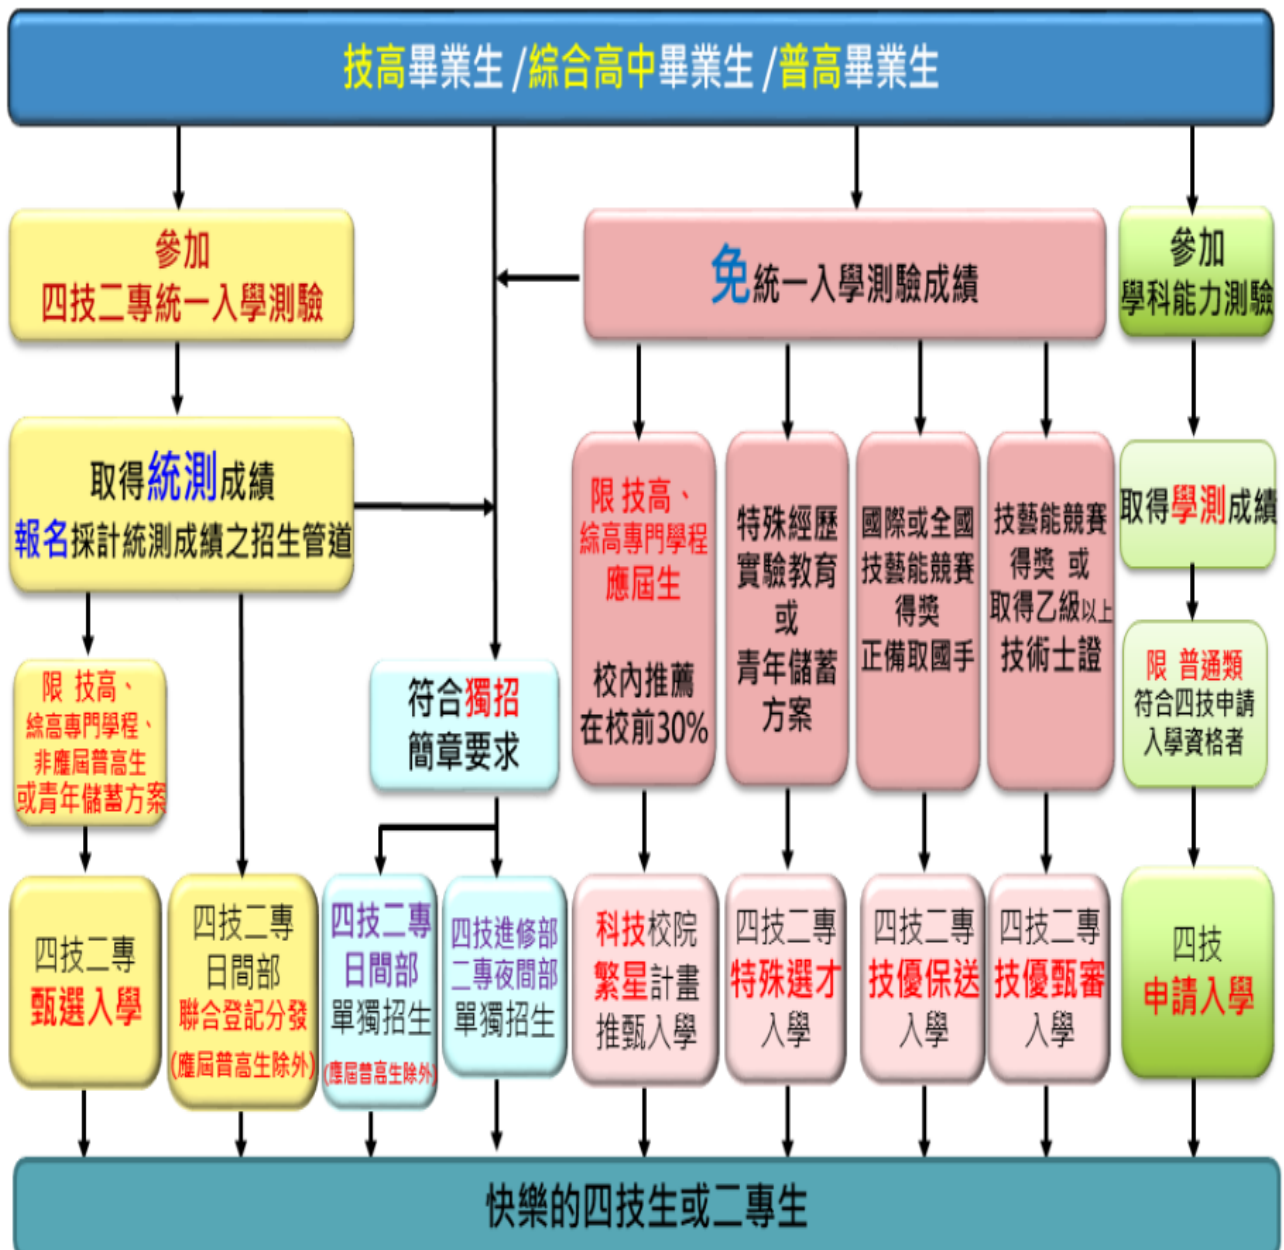 技高畢業生 /綜合高中畢業生 /普高畢業生
參加
四技二專統一入學測驗
免統一入學測驗成績
參加
學科能力測驗
取得統測成績
報名採計統測成績之招生管道
限 技高、
綜高專門學程
應屆生
校內推薦
在校前30%
特殊經歷
實驗教育
或
青年儲蓄
方案
國際或全國
技藝能競賽
得獎
正備取國手
技藝能競賽
得獎 或
取得乙級以上
技術士證
取得學測成績
限 技高、
綜高專門學程、
非應屆普高生
或青年儲蓄方案
符合獨招
簡章要求
限 普通類
符合四技申請
入學資格者
四技二專
甄選入學
四技二專
日間部
聯合登記分發
(應屆普高生除外)
四技二專
日間部
單獨招生
(應屆普高生除外)
四技進修部
二專夜間部
單獨招生
科技校院
繁星計畫
推甄入學
四技二專
特殊選才
入學
四技二專
技優保送
入學
四技二專
技優甄審
入學
四技
申請入學
快樂的四技生或二專生